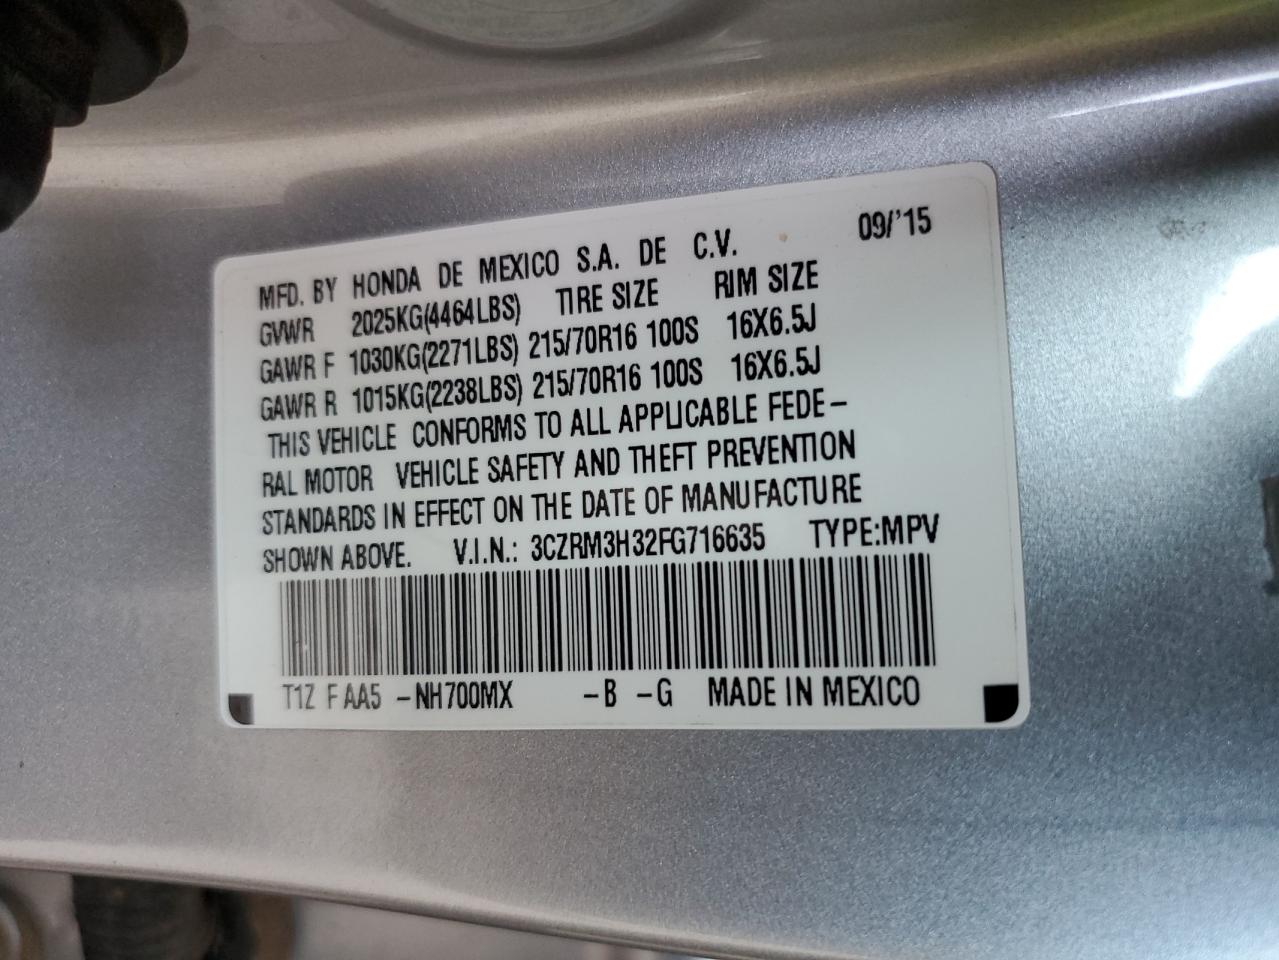 MFD. BY HONDA DE MEXICO S.A. DE C.V. 09/'15
GVWR 2025KG(4464LBS) TIRE SIZE RIM SIZE
GAWR F 1030KG(2271LBS) 215/70R16 100S 16X6.5J
GAWR R 1015KG(2238LBS) 215/70R16 100S 16X6.5J
THIS VEHICLE CONFORMS TO ALL APPLICABLE FEDE-
RAL MOTOR VEHICLE SAFETY AND THEFT PREVENTION
STANDARDS IN EFFECT ON THE DATE OF MANUFACTURE
SHOWN ABOVE. V.I.N.: 3CZRM3H32FG716635 TYPE:MPV
T1Z F AA5 -NH700MX -B -G MADE IN MEXICO